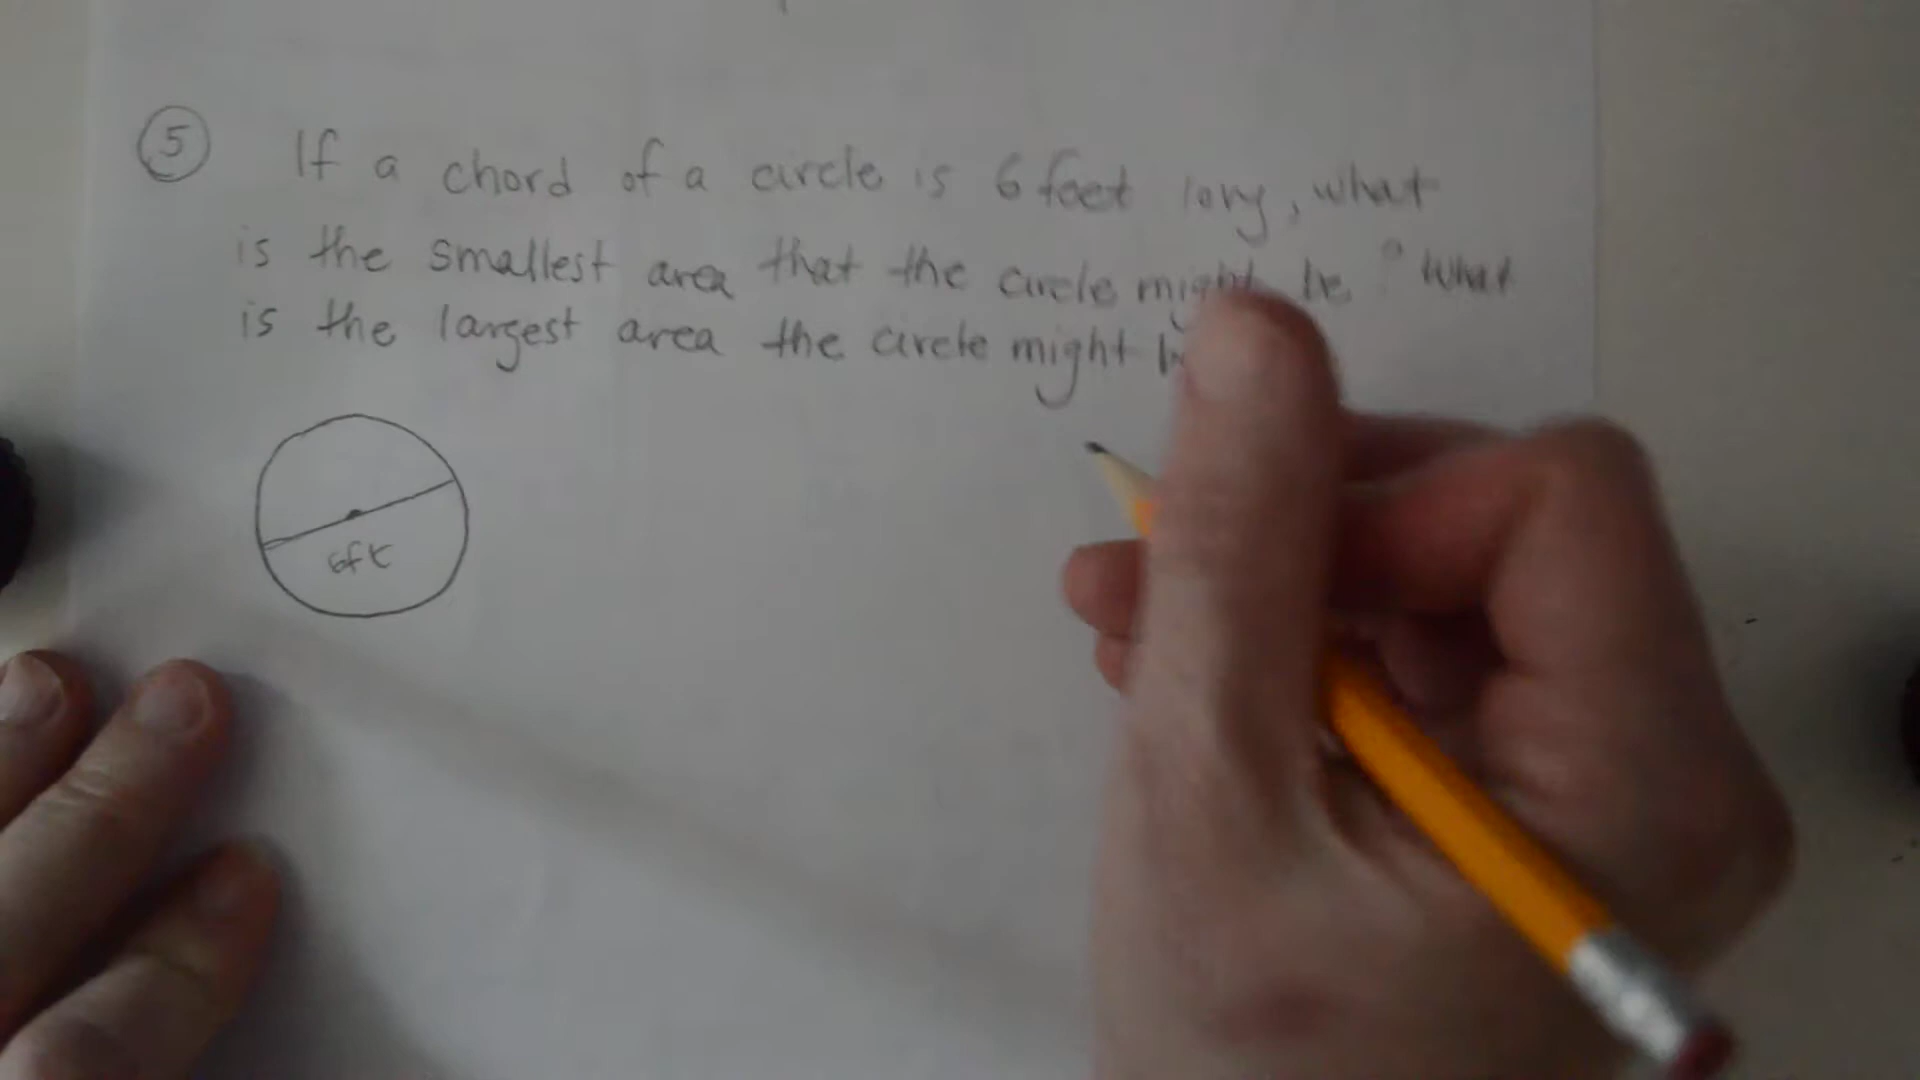 5
If a chord of a circle is 6 feet long, what
is the smallest area that the circle might be? What
is the largest area the circle might
6ft